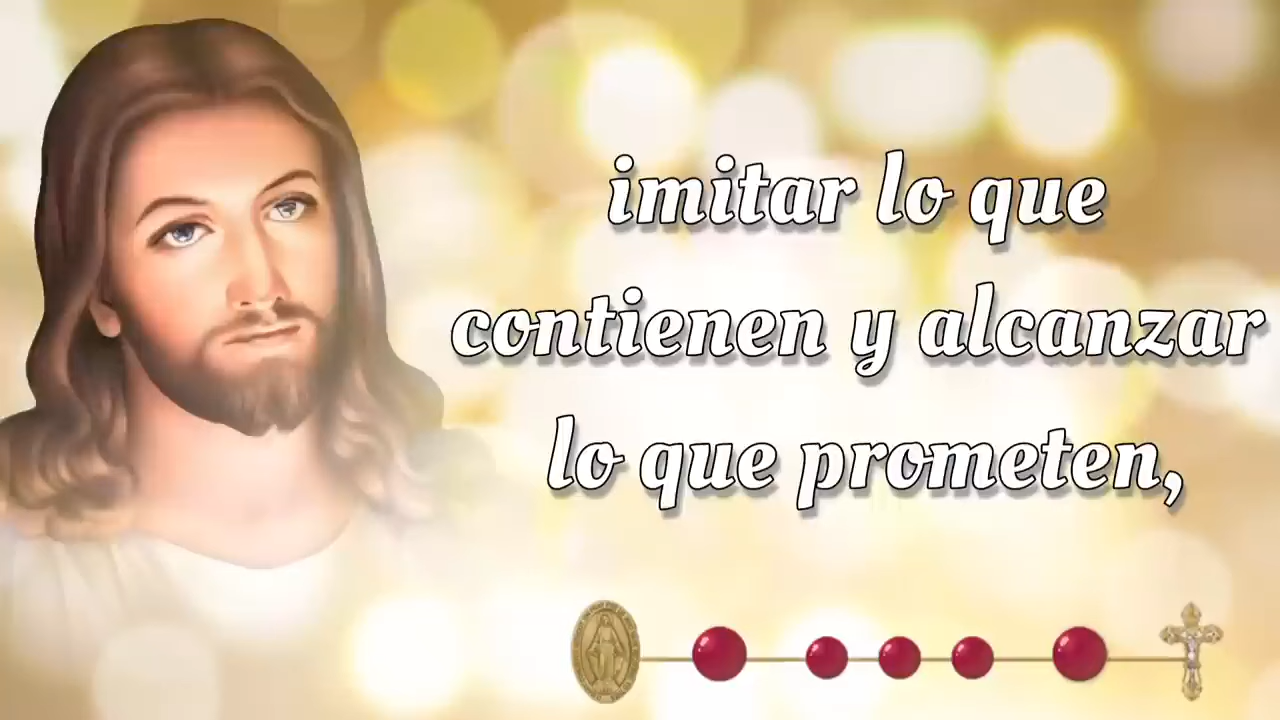 imitar lo que
contienen y alcanzar
lo que prometen,